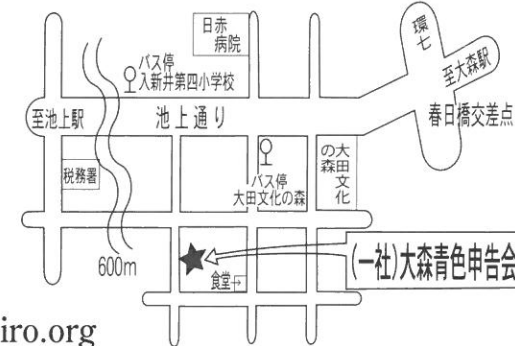 日赤
病院
環七
至大森駅
バス停
入新井第四小学校
至池上駅
池上通り
春日橋交差点
税務署
バス停
大田文化の森
大田文化
の森
600m
(一社)大森青色申告会
食堂→
iro.org